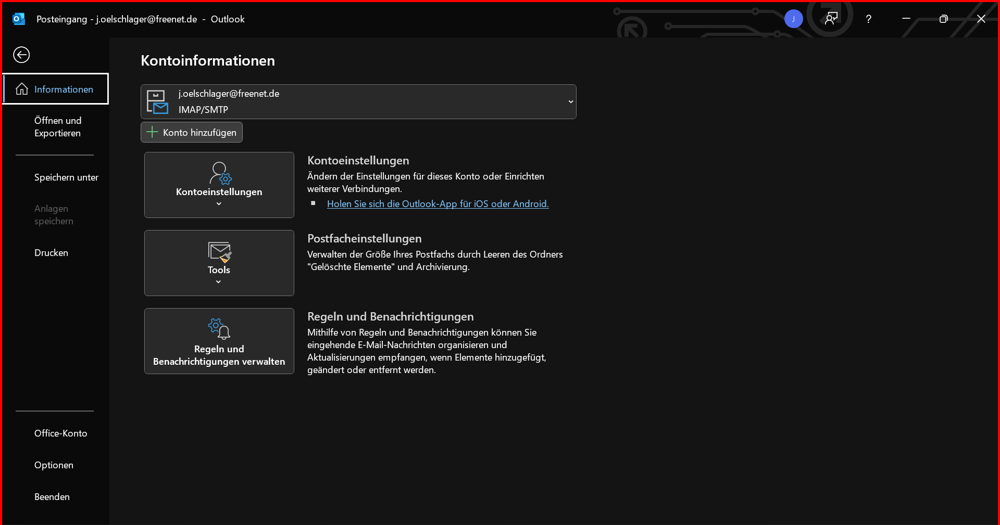 Posteingang - j.oelschlager@freenet.de - Outlook
J
?
Informationen
Öffnen und
Exportieren
Speichern unter
Anlagen
speichern
Drucken
Office-Konto
Optionen
Beenden
Kontoinformationen
j.oelschlager@freenet.de
IMAP/SMTP
Konto hinzufügen
Kontoeinstellungen
Kontoeinstellungen
Ändern der Einstellungen für dieses Konto oder Einrichten
weiterer Verbindungen.
Holen Sie sich die Outlook-App für iOS oder Android.
Tools
Postfacheinstellungen
Verwalten der Größe Ihres Postfachs durch Leeren des Ordners
"Gelöschte Elemente" und Archivierung.
Regeln und
Benachrichtigungen verwalten
Regeln und Benachrichtigungen
Mithilfe von Regeln und Benachrichtigungen können Sie
eingehende E-Mail-Nachrichten organisieren und
Aktualisierungen empfangen, wenn Elemente hinzugefügt,
geändert oder entfernt werden.